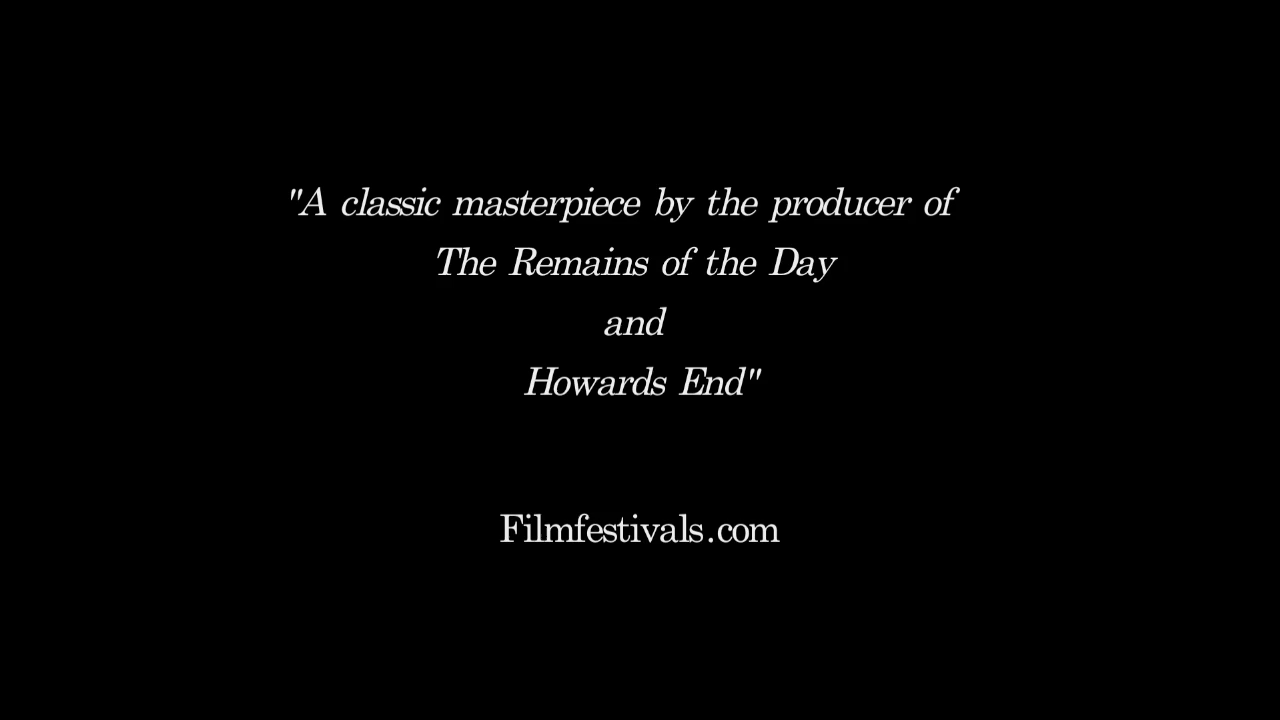 "A classic masterpiece by the producer of
The Remains of the Day
and
Howards End"
Filmfestivals.com